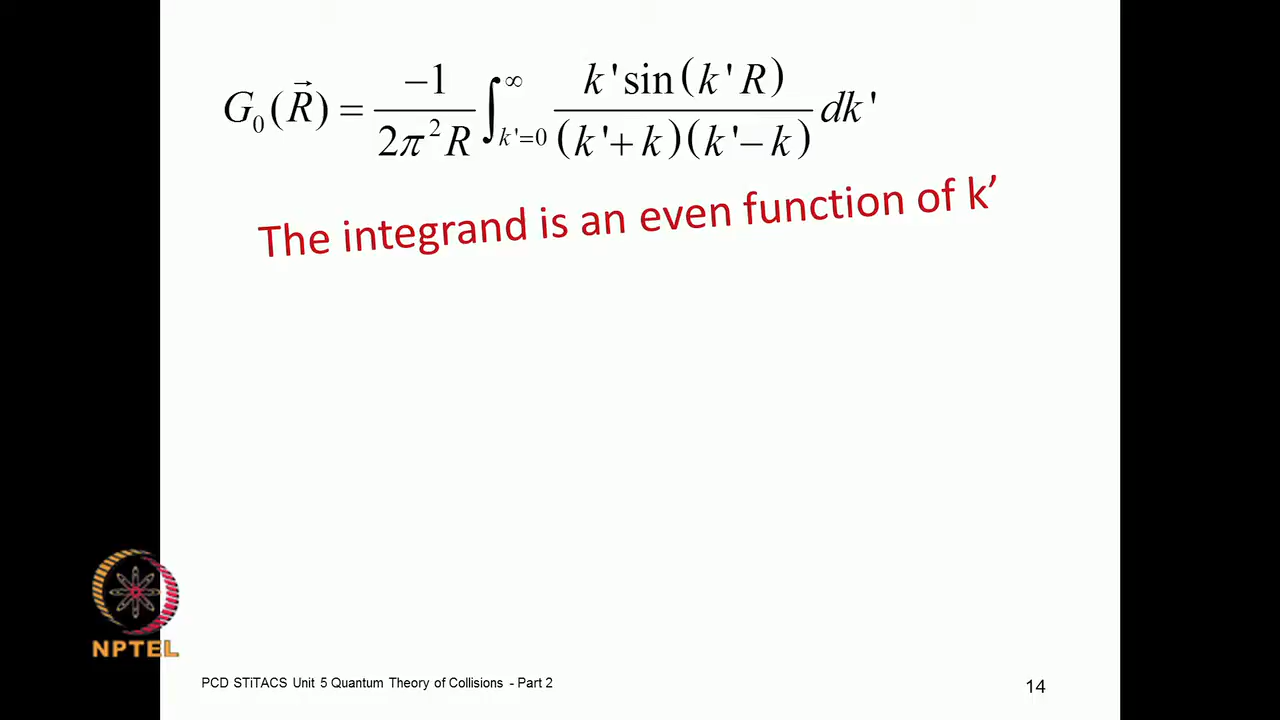 G₀(R⃗) = -1/(2π²R) ∫_{k'=0}^{∞} k' sin(k'R) / ((k'+k)(k'−k)) dk'
The integrand is an even function of k’
NPTEL
PCD STiTACS Unit 5 Quantum Theory of Collisions - Part 2
14